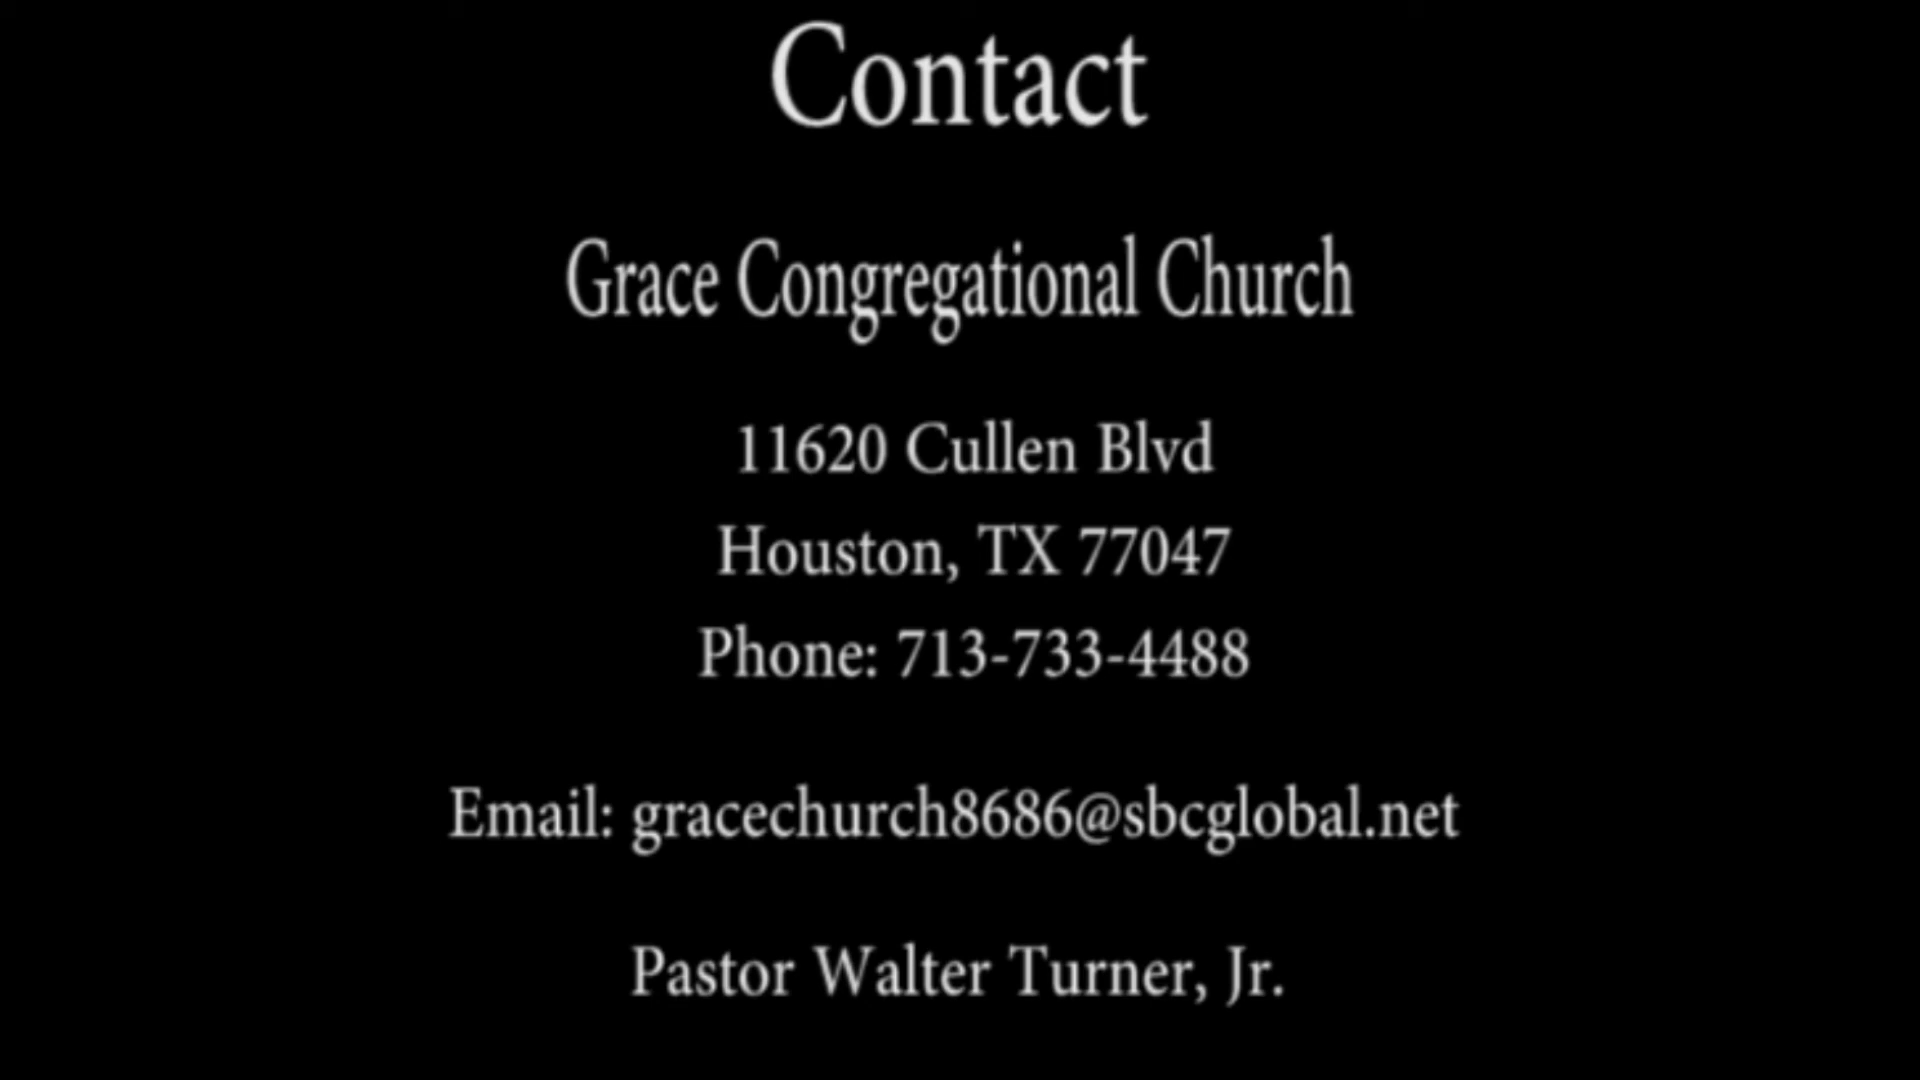 Contact
Grace Congregational Church
11620 Cullen Blvd
Houston, TX 77047
Phone: 713-733-4488
Email: gracechurch8686@sbcglobal.net
Pastor Walter Turner, Jr.